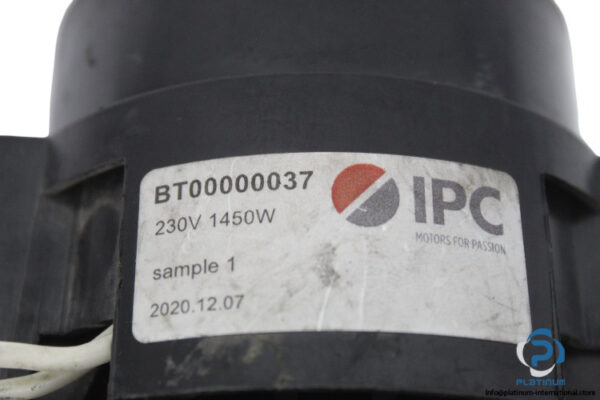 BT00000037
230V 1450W
sample 1
2020.12.07
IPC
MOTORS FOR PASSION
PLATINUM
info@platinum-international.store